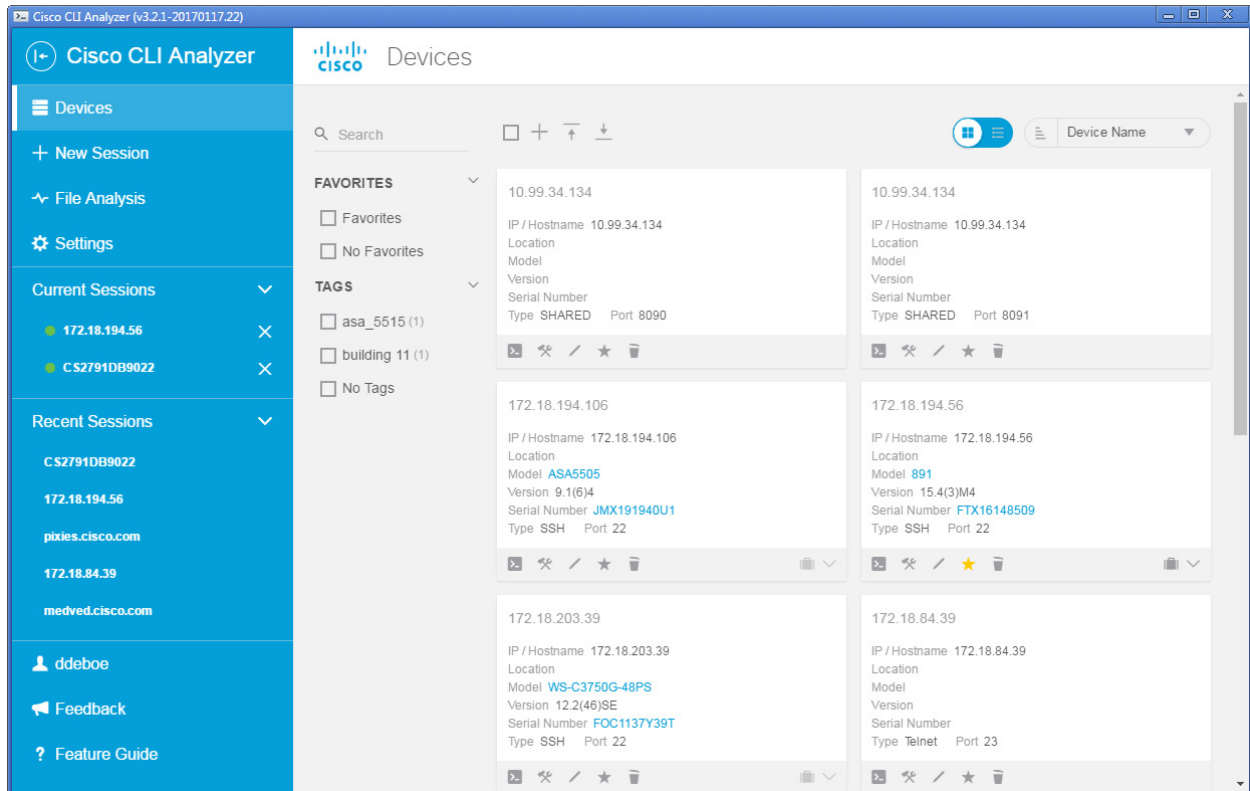 Cisco CLI Analyzer (v3.2.1-20170117.22)
Cisco CLI Analyzer
Devices
New Session
File Analysis
Settings
Current Sessions
172.18.194.56
CS2791DB9022
Recent Sessions
CS2791DB9022
172.18.194.56
pixies.cisco.com
172.18.84.39
medved.cisco.com
ddeboe
Feedback
? Feature Guide
CISCO
Devices
Search
FAVORITES
Favorites
No Favorites
TAGS
asa_5515 (1)
building 11 (1)
No Tags
Device Name
10.99.34.134
IP / Hostname 10.99.34.134
Location
Model
Version
Serial Number
Type SHARED Port 8090
10.99.34.134
IP / Hostname 10.99.34.134
Location
Model
Version
Serial Number
Type SHARED Port 8091
172.18.194.106
IP / Hostname 172.18.194.106
Location
Model ASA5505
Version 9.1(6)4
Serial Number JMX191940U1
Type SSH Port 22
172.18.194.56
IP / Hostname 172.18.194.56
Location
Model 891
Version 15.4(3)M4
Serial Number FTX16148509
Type SSH Port 22
172.18.203.39
IP / Hostname 172.18.203.39
Location
Model WS-C3750G-48PS
Version 12.2(46)SE
Serial Number FOC1137Y39T
Type SSH Port 22
172.18.84.39
IP / Hostname 172.18.84.39
Location
Model
Version
Serial Number
Type Telnet Port 23